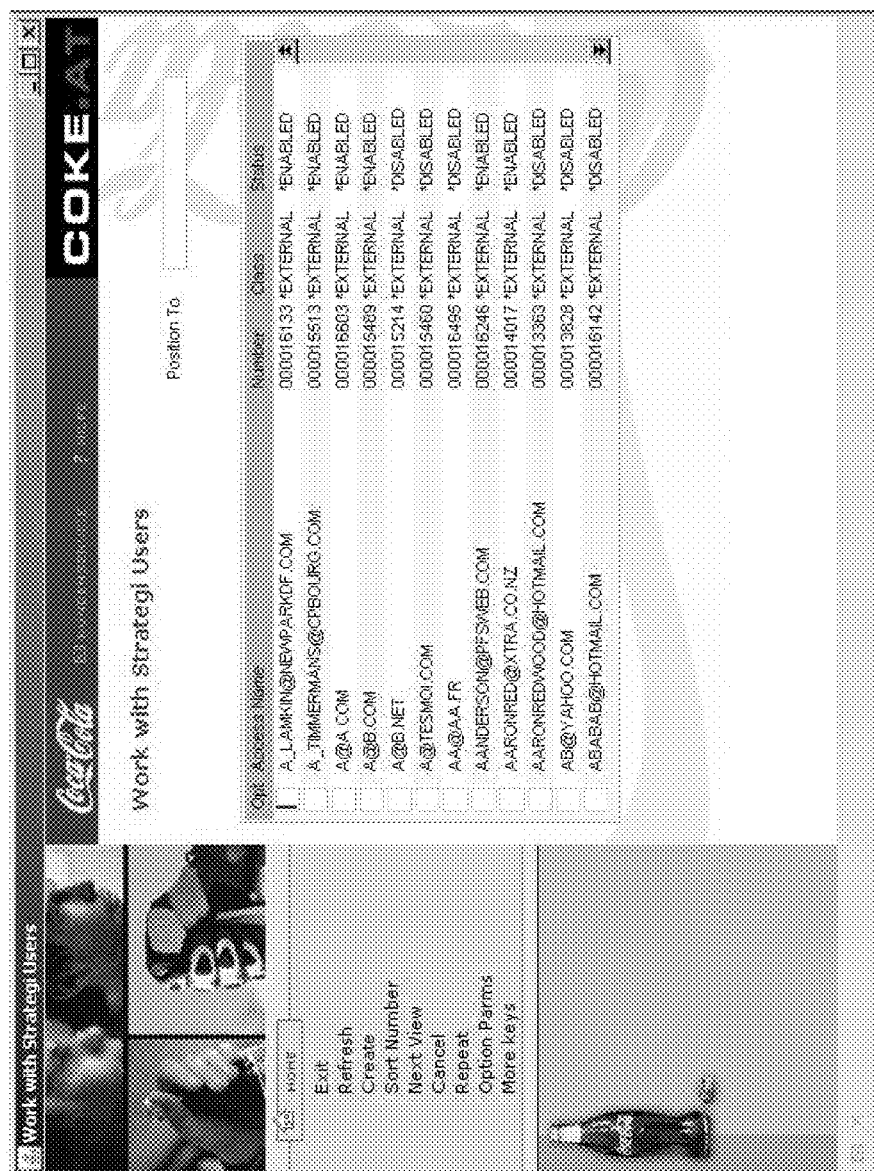 Work with Strategi Users
Coca-Cola
COKE.AT
Work with Strategi Users
Position To
HOME
Exit
Refresh
Create
Sort Number
Next View
Cancel
Repeat
Option Parms
More keys
Opt Access Name Number Class Status
A_LAMKIN@NEWPARKDF.COM 000016133 *EXTERNAL *ENABLED
A_TIMMERMANS@CPBOURG.COM 000015513 *EXTERNAL *ENABLED
A@A.COM 000016603 *EXTERNAL *ENABLED
A@B.COM 000015489 *EXTERNAL *ENABLED
A@B.NET 000015214 *EXTERNAL *DISABLED
A@TESMOI.COM 000015460 *EXTERNAL *DISABLED
AA@AA.FR 000016495 *EXTERNAL *DISABLED
AANDERSON@PFSWEB.COM 000016246 *EXTERNAL *ENABLED
AARONRED@XTRA.CO.NZ 000014017 *EXTERNAL *ENABLED
AARONREDWOOD@HOTMAIL.COM 000013363 *EXTERNAL *DISABLED
AB@YAHOO.COM 000013828 *EXTERNAL *DISABLED
ABABAB@HOTMAIL.COM 000016142 *EXTERNAL *DISABLED